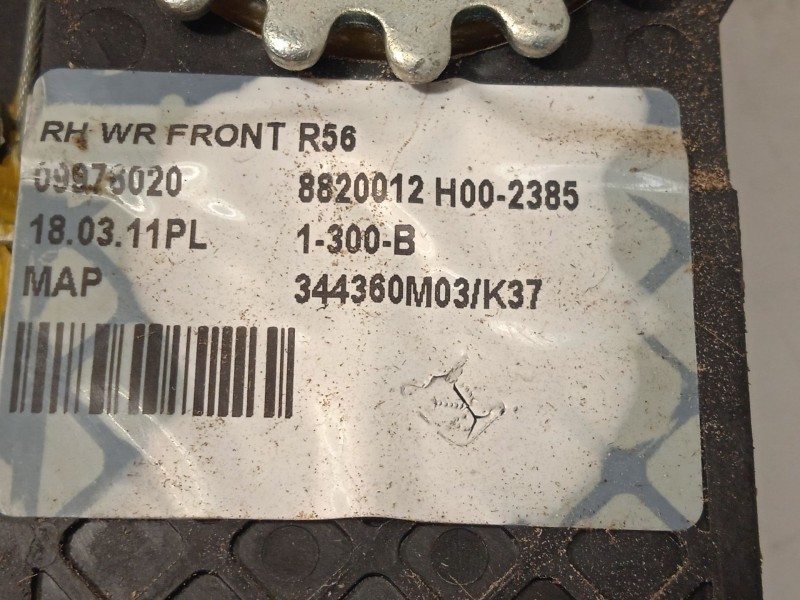 RH WR FRONT R56
09978020 8820012 H00-2385
18.03.11PL 1-300-B
MAP 344360M03/K37